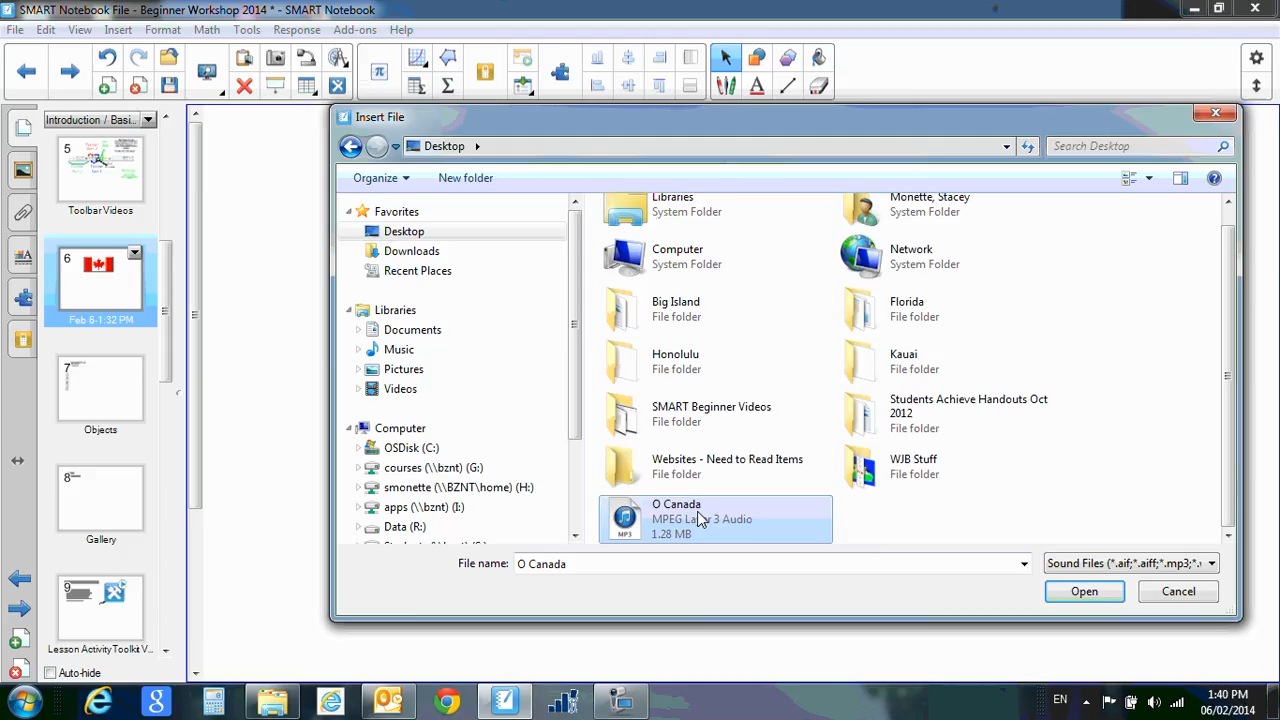 SMART Notebook File - Beginner Workshop 2014 * - SMART Notebook
File Edit View Insert Format Math Tools Response Add-ons Help
Introduction / Basi...
5
Toolbar Videos
6
Feb 6-1:32 PM
7
Objects
8
Gallery
9
Lesson Activity Toolkit V...
Auto-hide
Insert File
Desktop
Search Desktop
Organize
New folder
Favorites
Desktop
Downloads
Recent Places
Libraries
Documents
Music
Pictures
Videos
Computer
OSDisk (C:)
courses (\\bznt) (G:)
smonette (\\BZNT\home) (H:)
apps (\\bznt) (I:)
Data (R:)
Libraries
System Folder
Monette, Stacey
System Folder
Computer
System Folder
Network
System Folder
Big Island
File folder
Florida
File folder
Honolulu
File folder
Kauai
File folder
SMART Beginner Videos
File folder
Students Achieve Handouts Oct
2012
File folder
Websites - Need to Read Items
File folder
WJB Stuff
File folder
O Canada
MPEG Layer 3 Audio
1.28 MB
MP3
File name: O Canada
Sound Files (*.aif;*.aiff;*.mp3;*.
Open
Cancel
EN
1:40 PM
06/02/2014